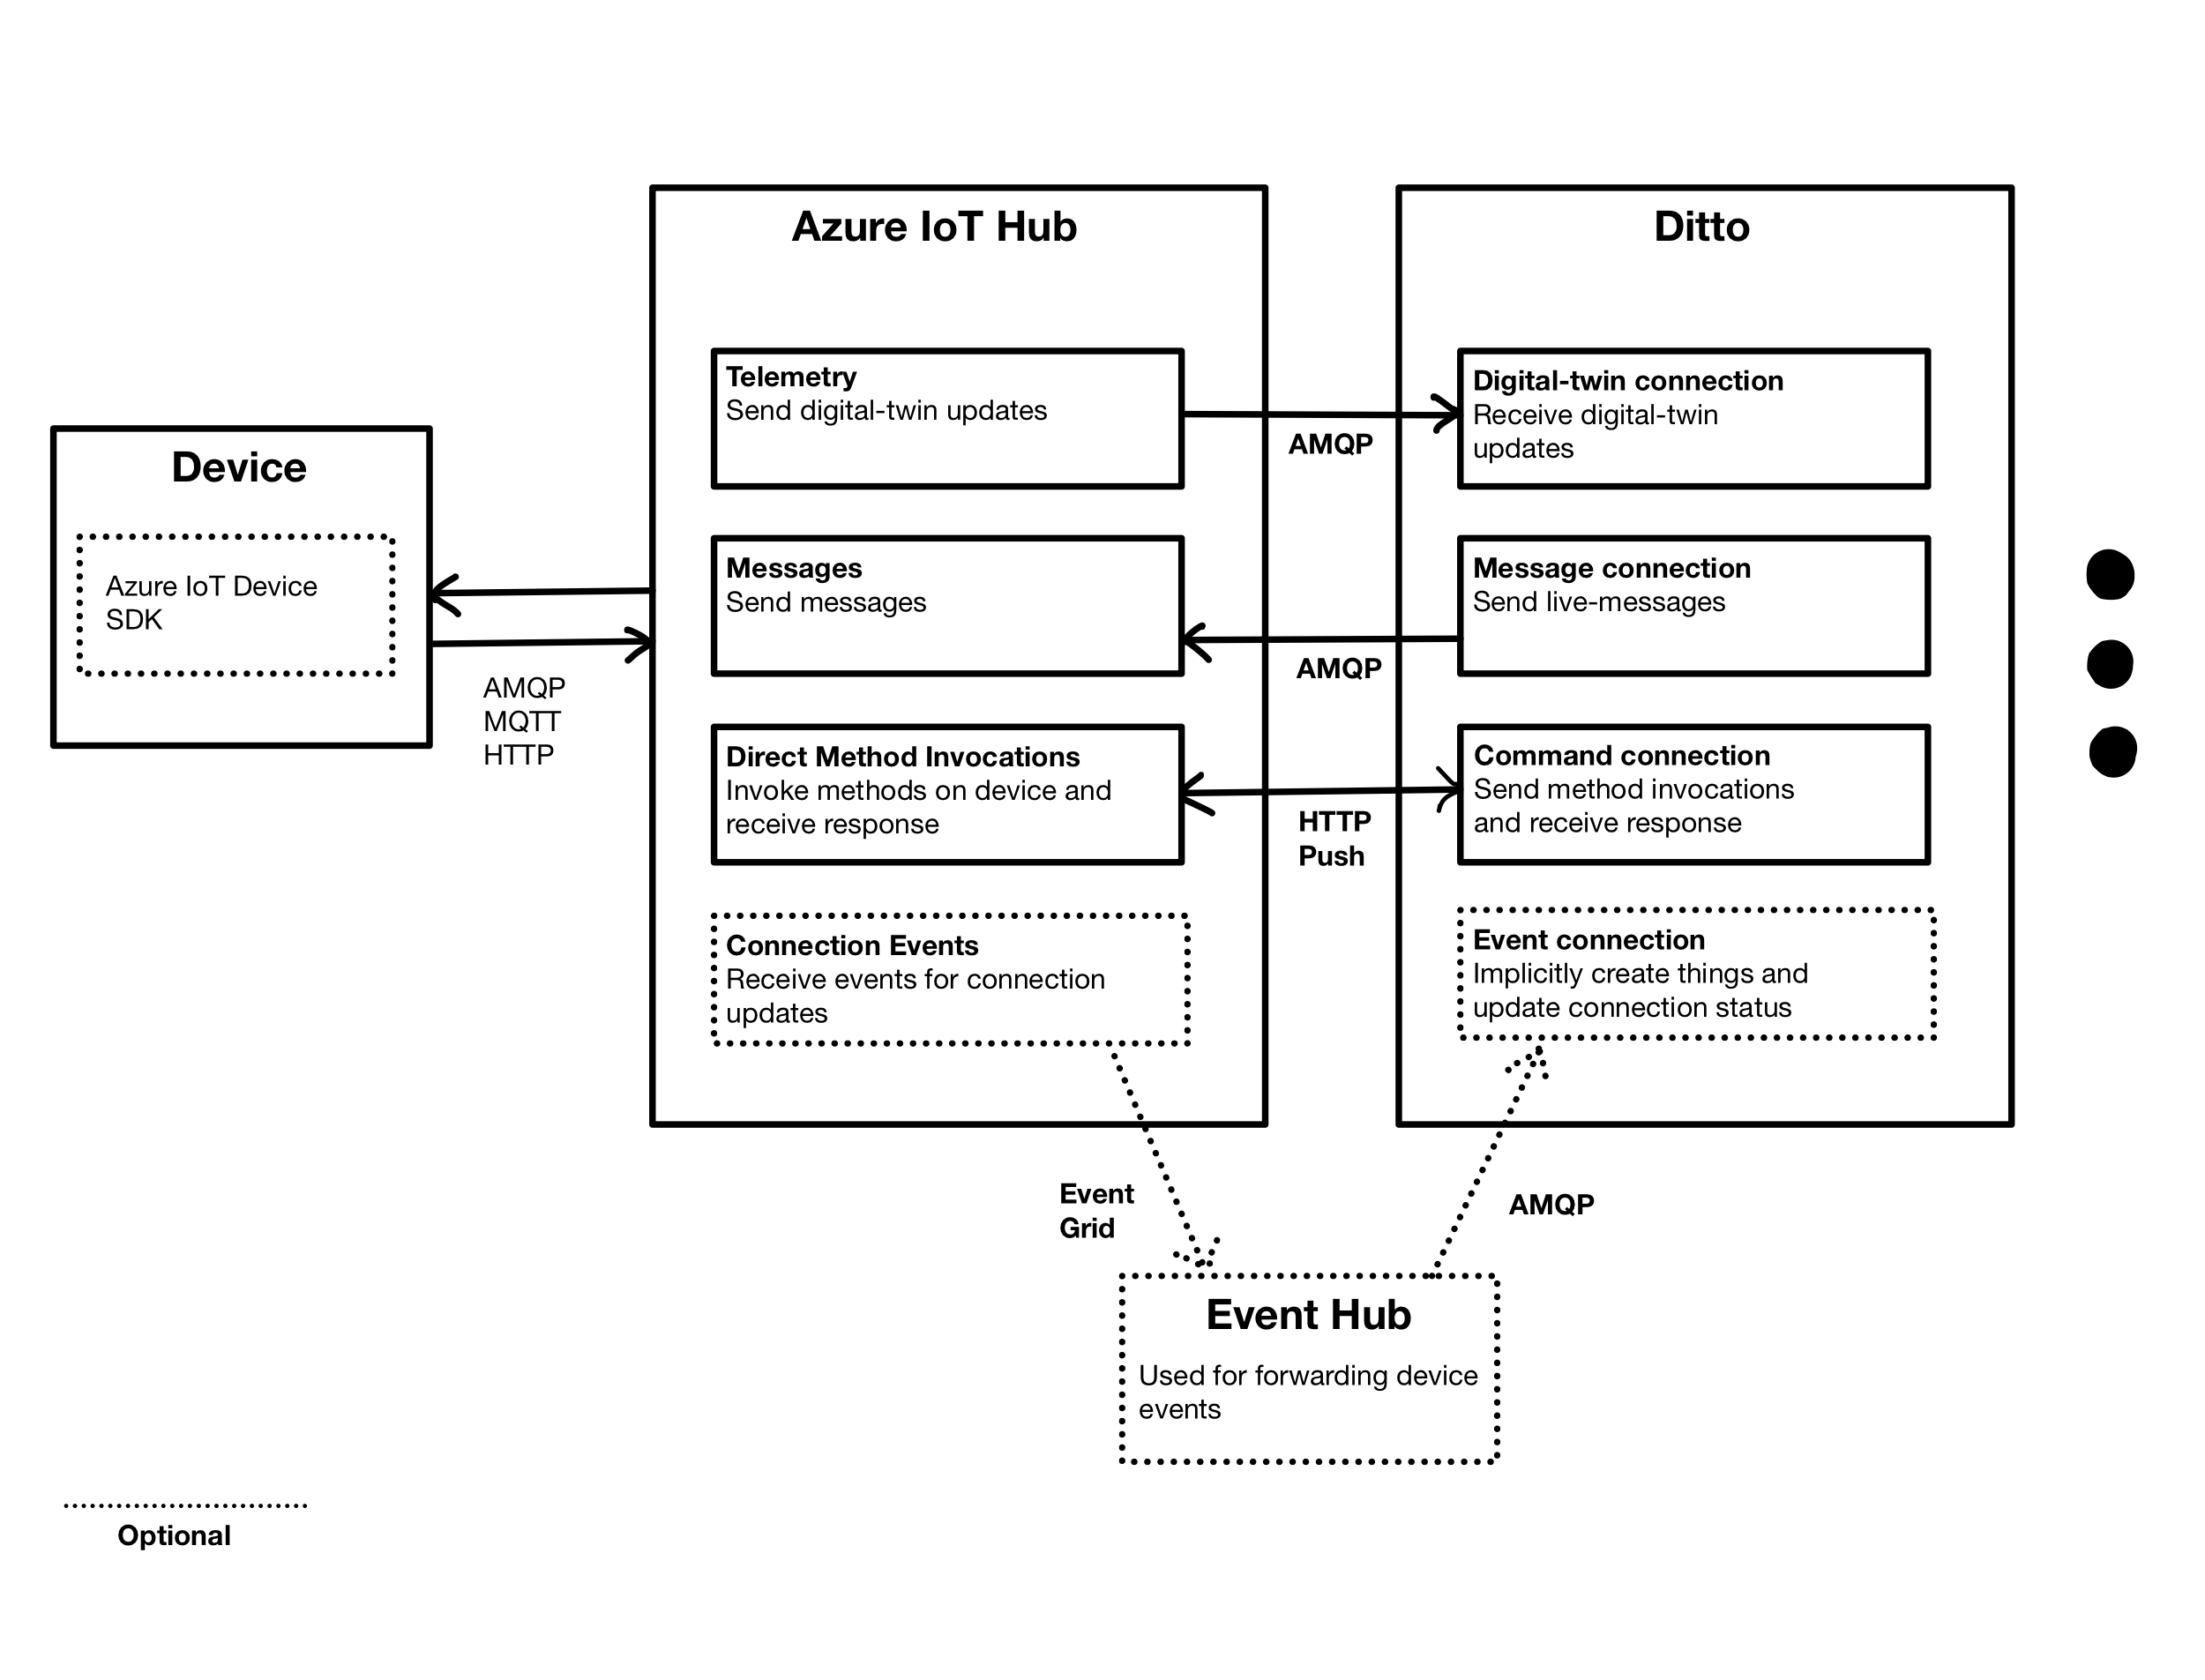 Azure IoT Hub
Ditto
Device
Azure IoT Device
SDK
AMQP
MQTT
HTTP
Telemetry
Send digital-twin updates
AMQP
Digital-twin connection
Receive digital-twin
updates
Messages
Send messages
AMQP
Message connection
Send live-messages
Direct Method Invocations
Invoke methods on device and
receive response
HTTP
Push
Command connection
Send method invocations
and receive response
Connection Events
Receive events for connection
updates
Event connection
Implicitly create things and
update connection status
Event
Grid
AMQP
Event Hub
Used for forwarding device
events
Optional